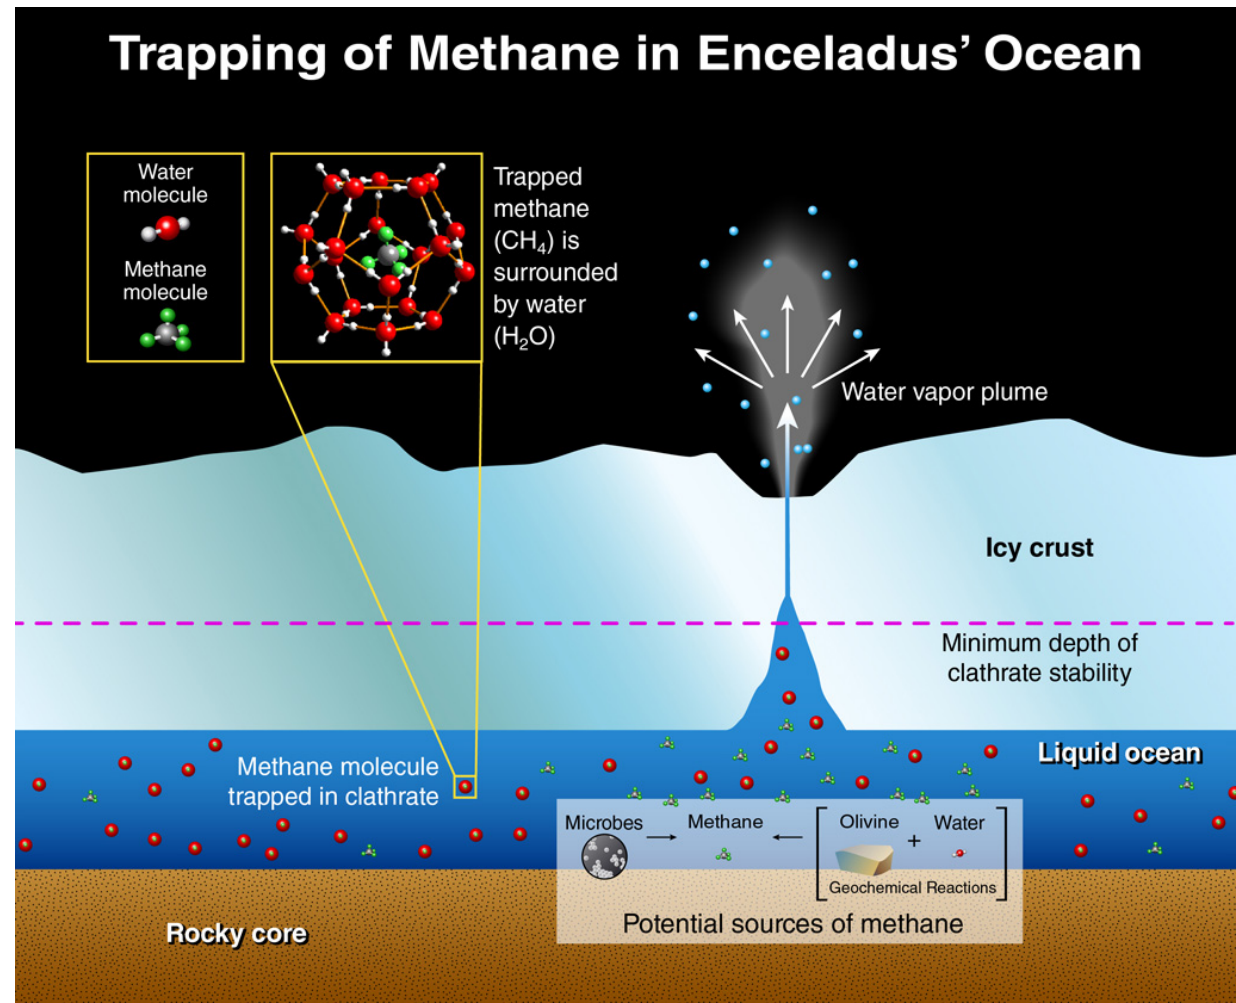 Trapping of Methane in Enceladus’ Ocean
Water
molecule
Methane
molecule
Trapped
methane
(CH₄) is
surrounded
by water
(H₂O)
Water vapor plume
Icy crust
Minimum depth of
clathrate stability
Liquid ocean
Methane molecule
trapped in clathrate
Microbes
Methane
Olivine
+
Water
Geochemical Reactions
Potential sources of methane
Rocky core